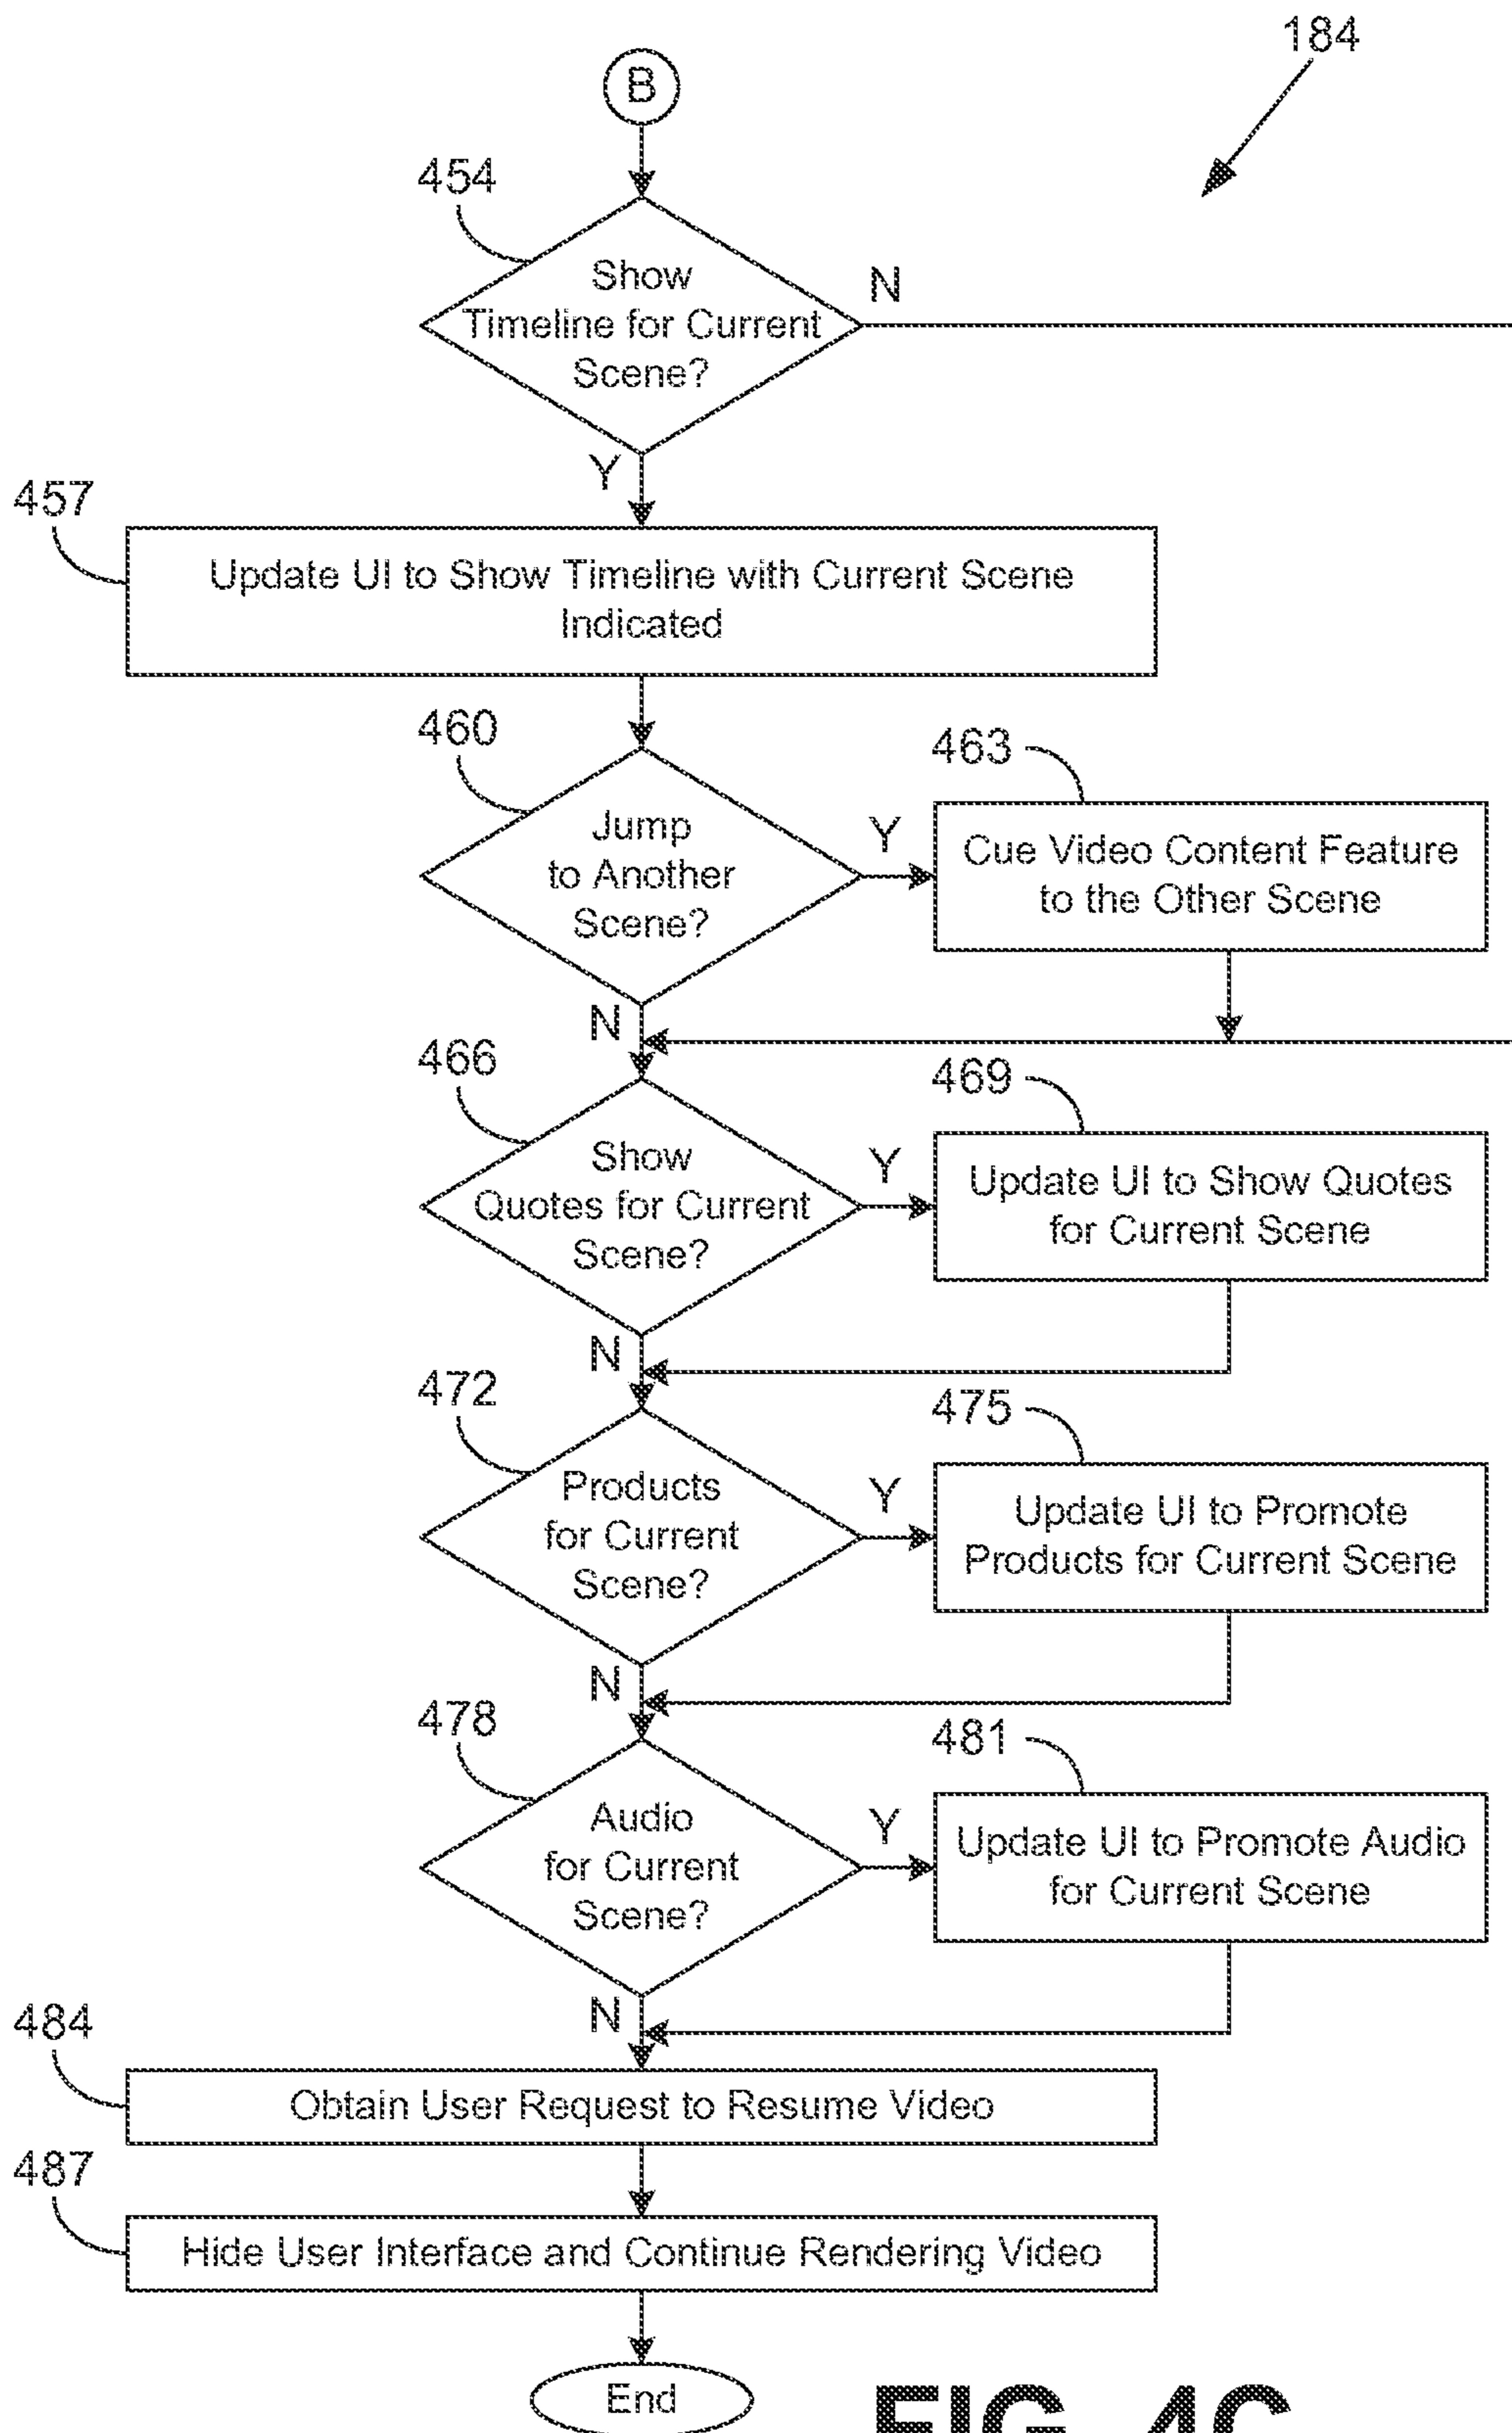 184
B
454
Show
Timeline for Current
Scene?
N
Y
457
Update UI to Show Timeline with Current Scene
Indicated
460
Jump
to Another
Scene?
Y
463
Cue Video Content Feature
to the Other Scene
N
466
Show
Quotes for Current
Scene?
Y
469
Update UI to Show Quotes
for Current Scene
N
472
Products
for Current
Scene?
Y
475
Update UI to Promote
Products for Current Scene
N
478
Audio
for Current
Scene?
Y
481
Update UI to Promote Audio
for Current Scene
N
484
Obtain User Request to Resume Video
487
Hide User Interface and Continue Rendering Video
End
FIG. 4C